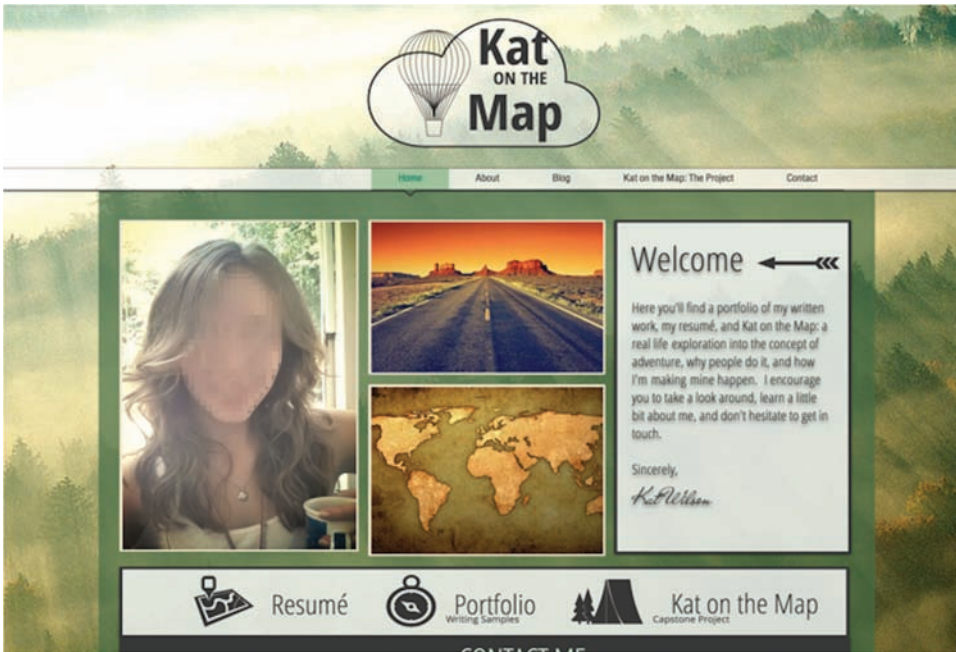 Kat
ON THE
Map
Home About Blog Kat on the Map: The Project Contact
Welcome
Here you'll find a portfolio of my written
work, my resumé, and Kat on the Map: a
real life exploration into the concept of
adventure, why people do it, and how
I'm making mine happen. I encourage
you to take a look around, learn a little
bit about me, and don't hesitate to get in
touch.
Sincerely,
Kat Wilson
Resumé
Portfolio
Writing Samples
Kat on the Map
Capstone Project
CONTACT ME